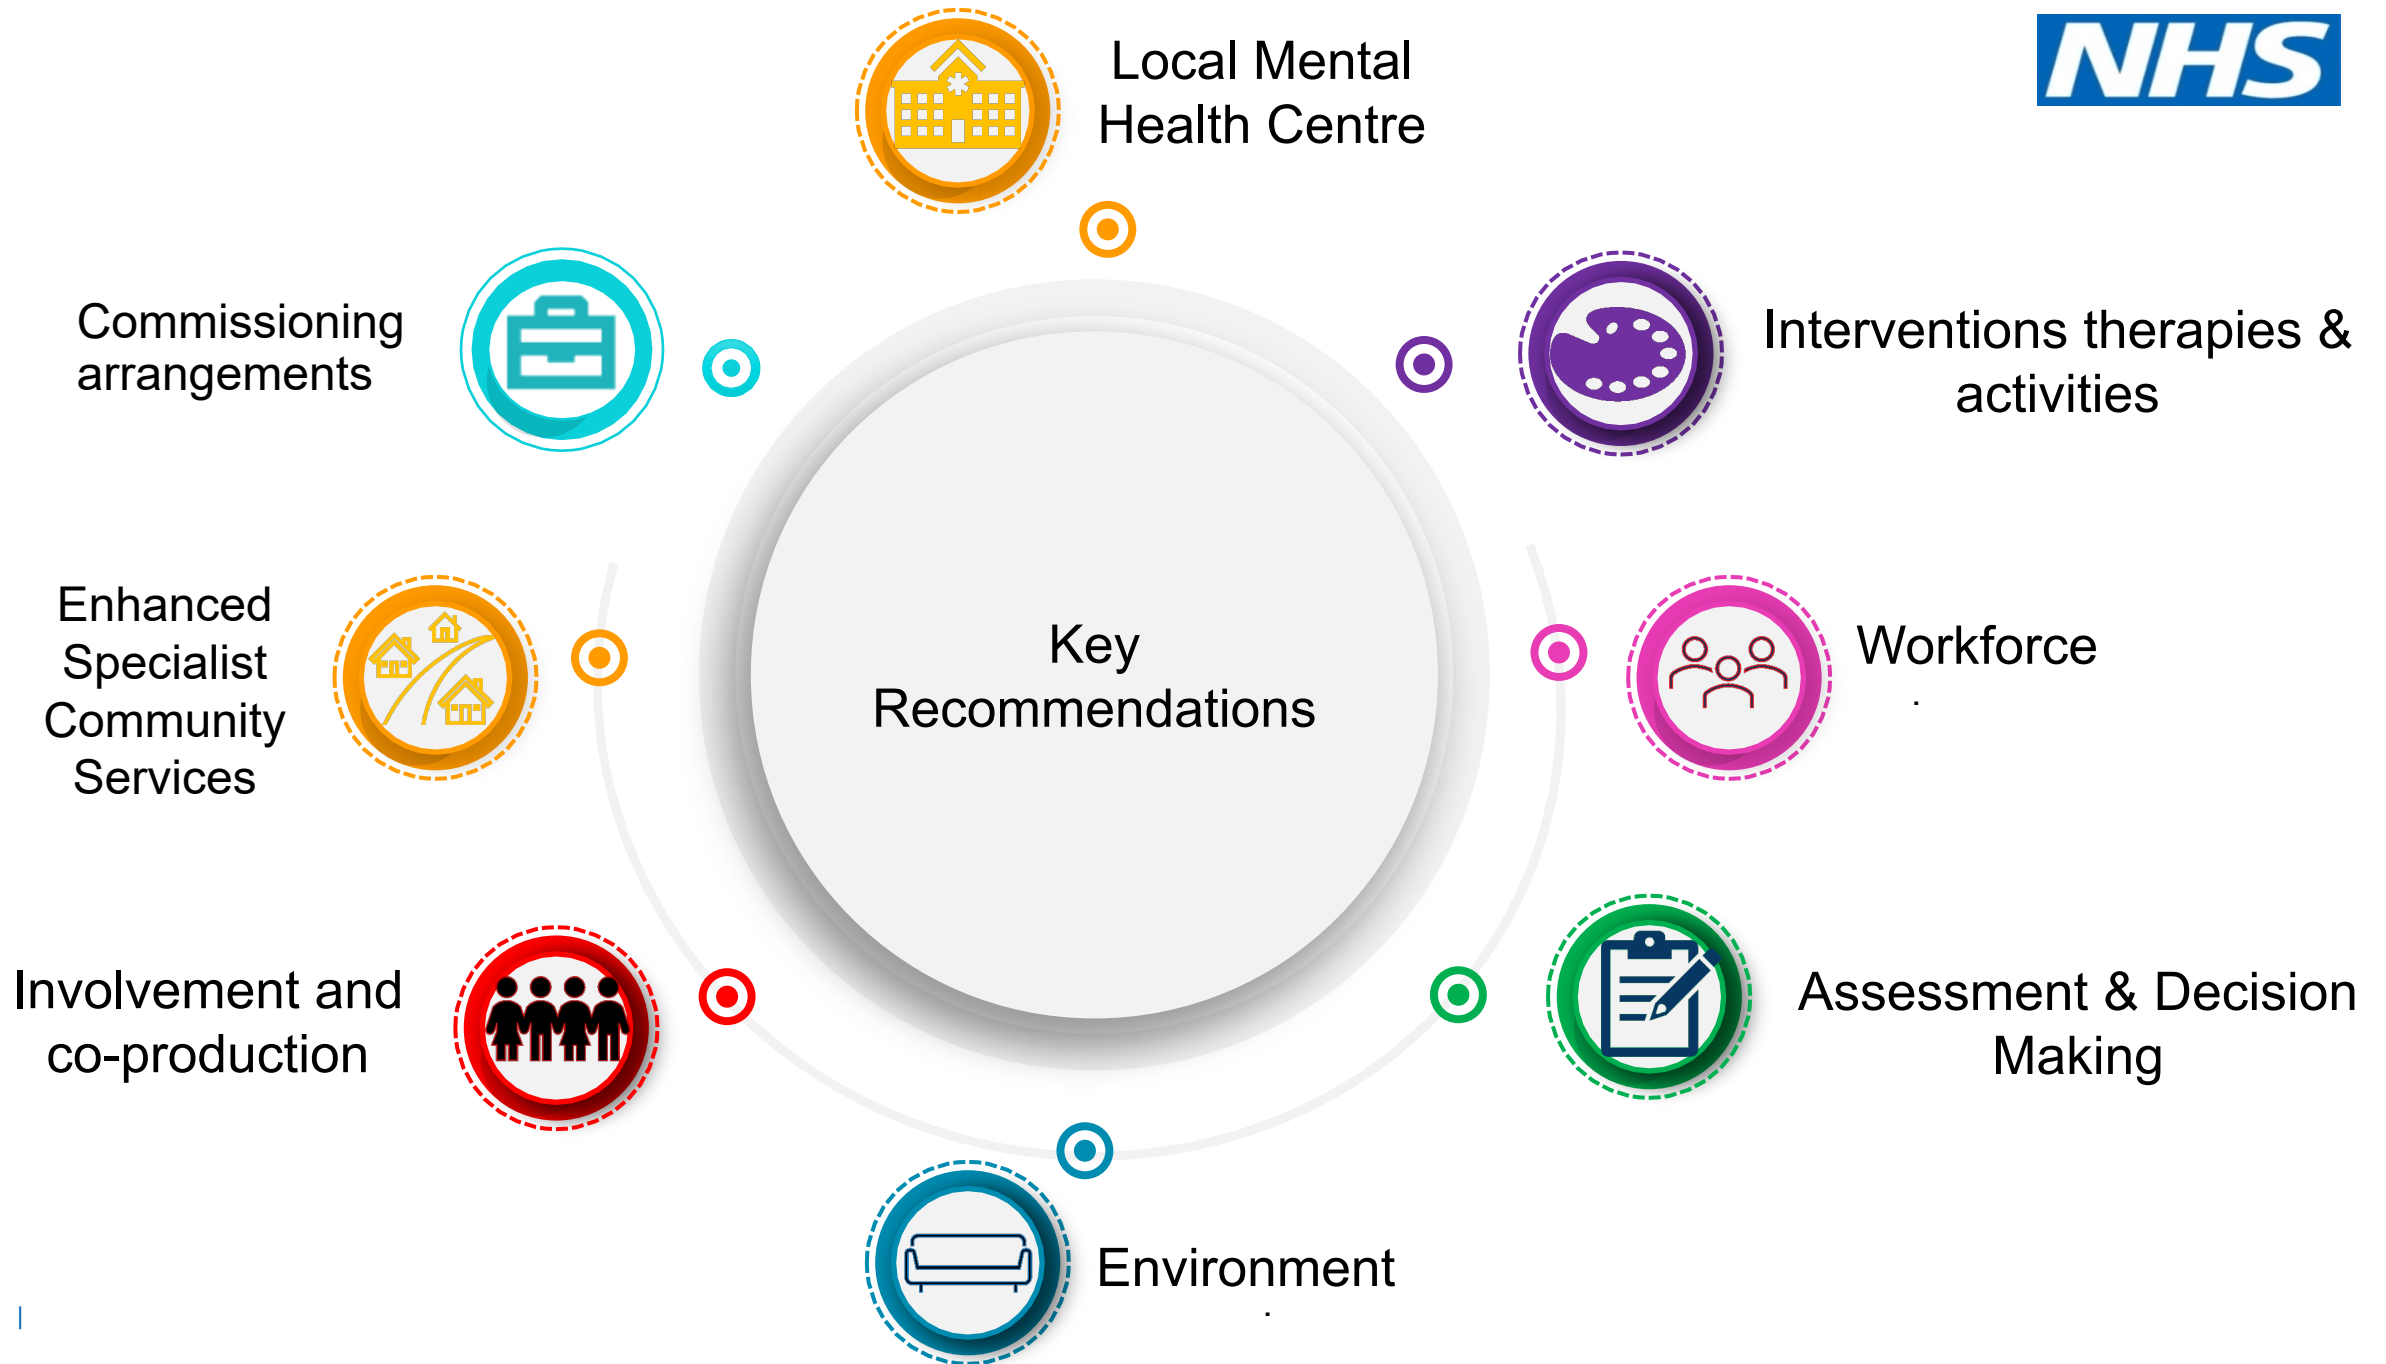 Local Mental
Health Centre
NHS
Commissioning
arrangements
Interventions therapies &
activities
Enhanced
Specialist
Community
Services
Key
Recommendations
Workforce
.
Involvement and
co-production
Assessment & Decision
Making
Environment
.
|